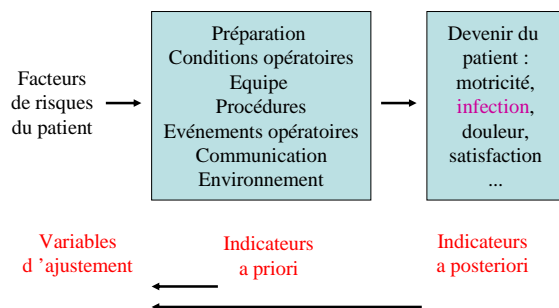 Facteurs
de risques
du patient
Préparation
Conditions opératoires
Equipe
Procédures
Evénements opératoires
Communication
Environnement
Devenir du
patient :
motricité,
infection,
douleur,
satisfaction
...
Variables
d ’ajustement
Indicateurs
a priori
Indicateurs
a posteriori